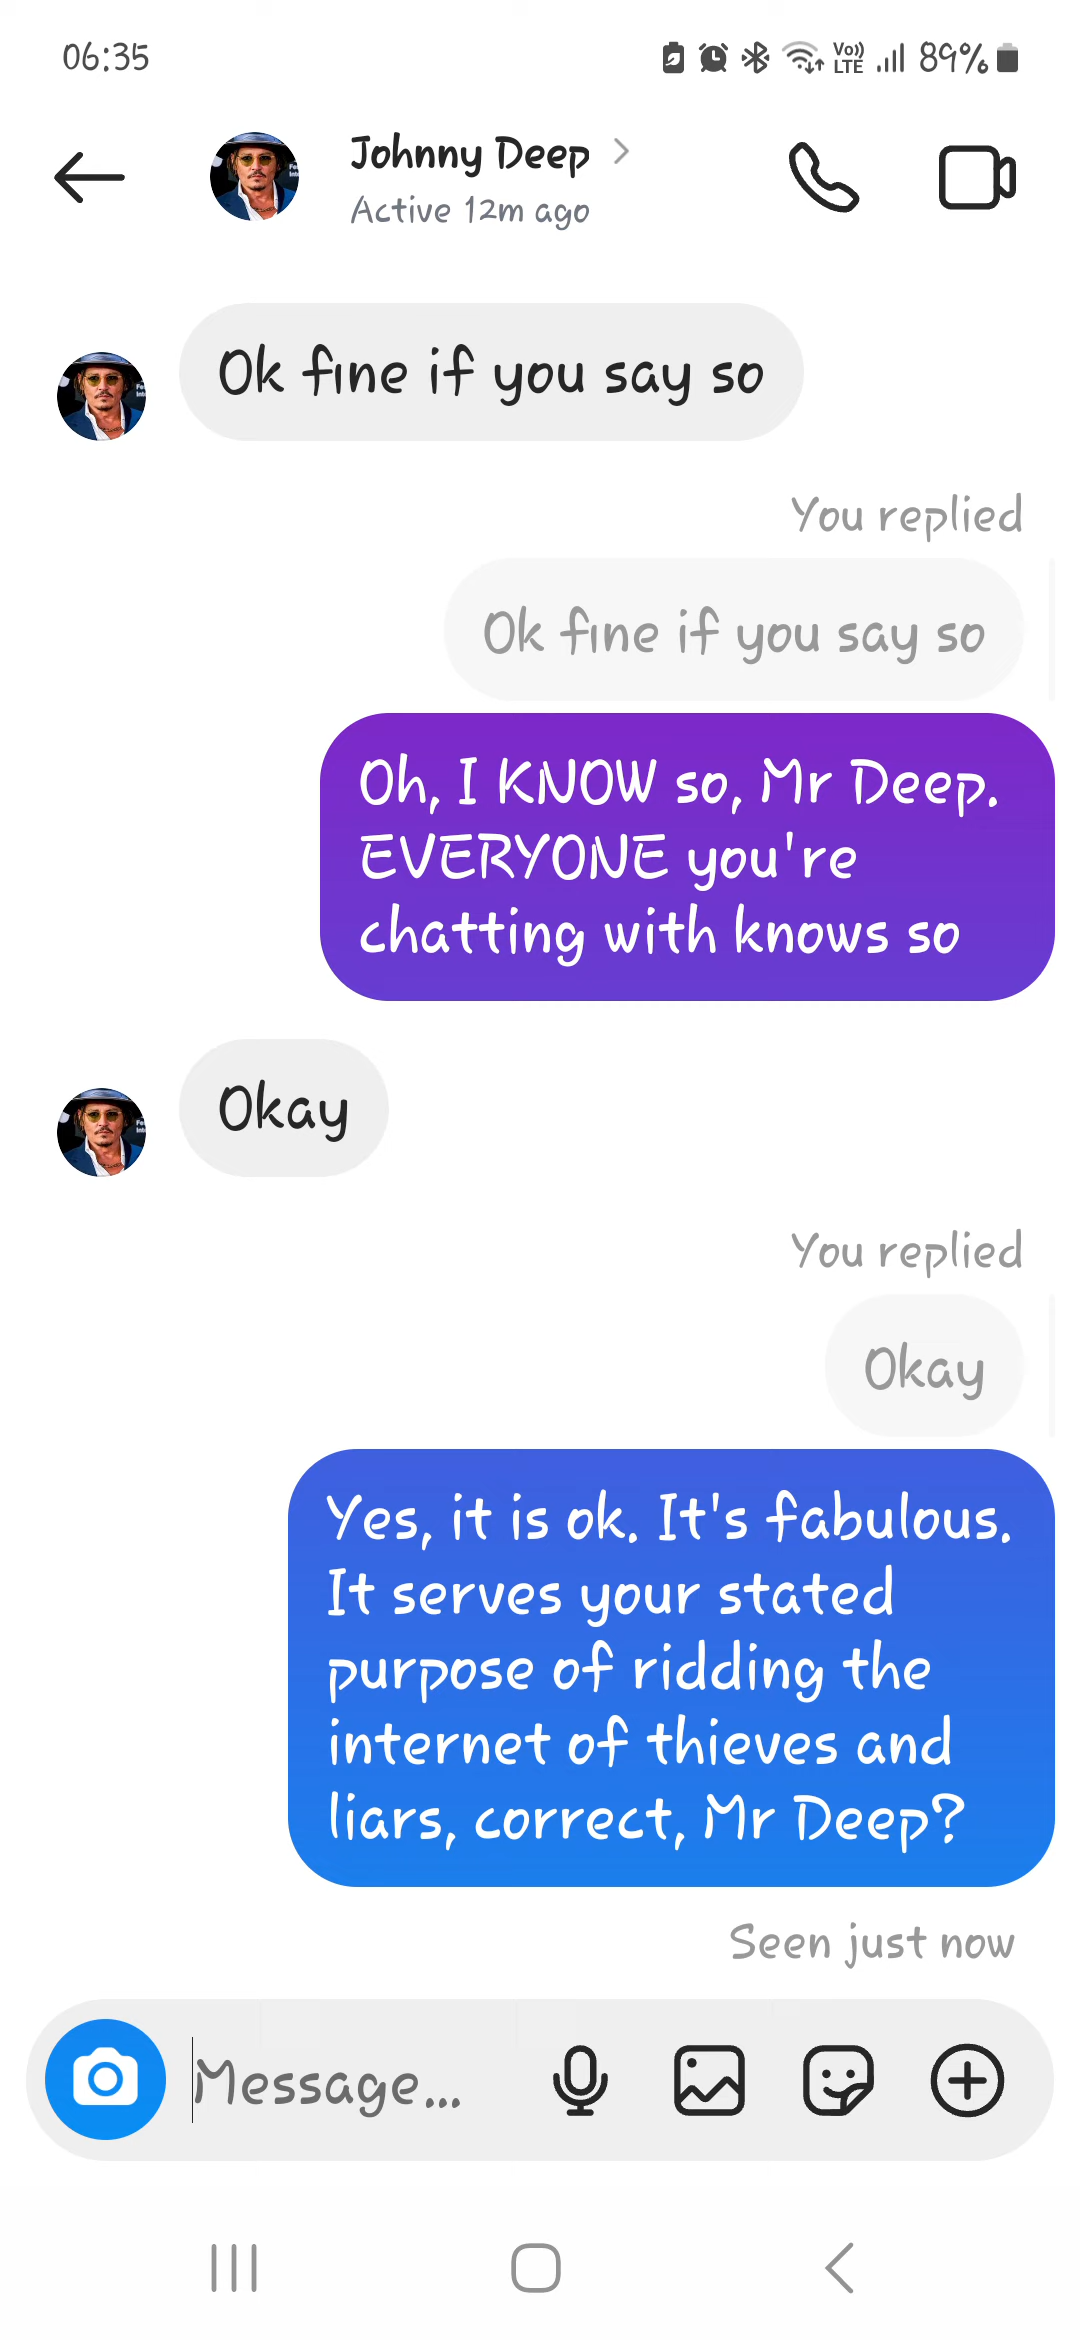 06:35
Vo)) LTE
89%
Johnny Deep
Active 12m ago
Ok fine if you say so
You replied
Ok fine if you say so
Oh, I KNOW so, Mr Deep.
EVERYONE you're
chatting with knows so
Okay
You replied
Okay
Yes, it is ok. It's fabulous.
It serves your stated
purpose of ridding the
internet of thieves and
liars, correct, Mr Deep?
Seen just now
Message...